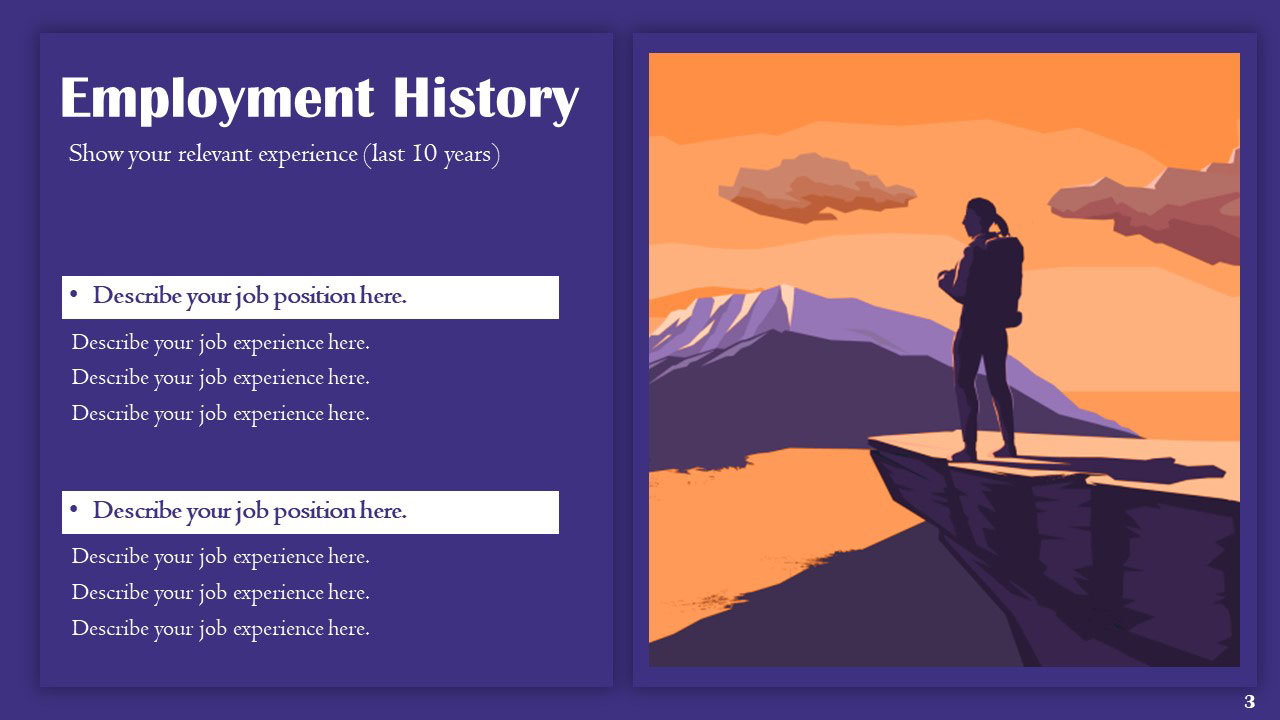 Employment History
Show your relevant experience (last 10 years)
• Describe your job position here.
Describe your job experience here.
Describe your job experience here.
Describe your job experience here.
• Describe your job position here.
Describe your job experience here.
Describe your job experience here.
Describe your job experience here.
3